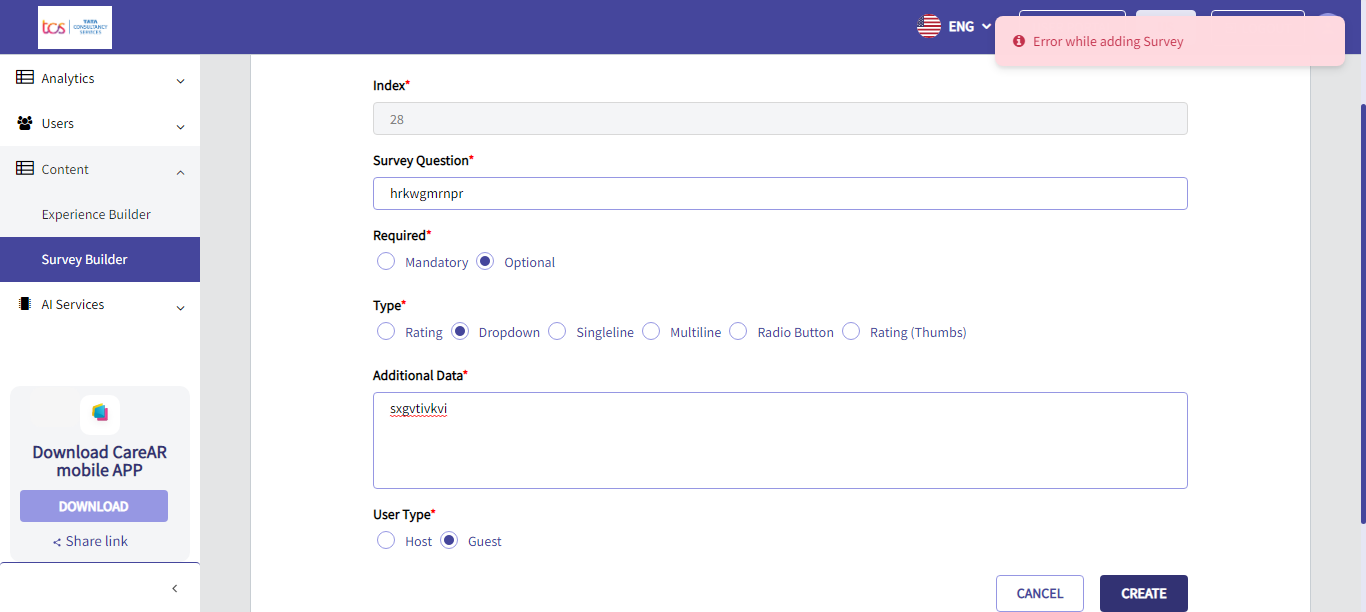 tcs TATA CONSULTANCY SERVICES
ENG
Error while adding Survey
Analytics
Users
Content
Experience Builder
Survey Builder
AI Services
Download CareAR
mobile APP
DOWNLOAD
Share link
Index*
28
Survey Question*
hrkwgmrnpr
Required*
Mandatory Optional
Type*
Rating Dropdown Singleline Multiline Radio Button Rating (Thumbs)
Additional Data*
sxgvtivkvi
User Type*
Host Guest
CANCEL CREATE